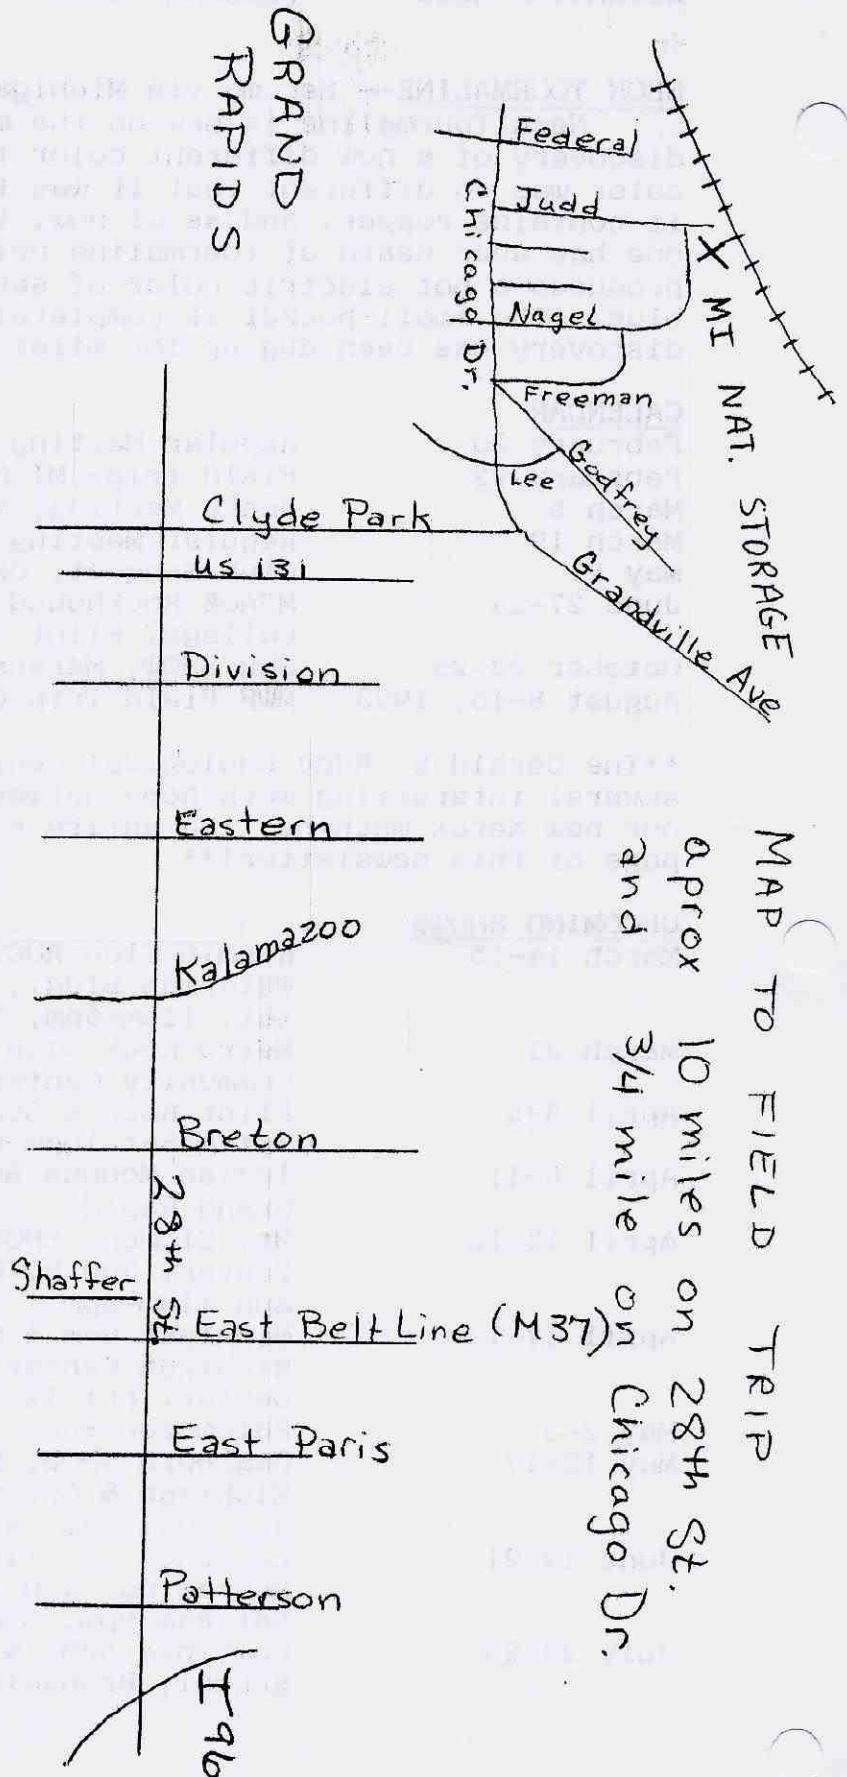 GRAND
RAPIDS
Federal
Judd
Chicago Dr.
Nagel
Freeman
Lee
Godfrey
Grandville Ave
X MI NAT. STORAGE
Clyde Park
US 131
Division
Eastern
Kalamazoo
Breton
28th St.
Shaffer
East Belt Line (M37)
East Paris
Patterson
I 96
MAP TO FIELD TRIP
aprox 10 miles on 28th St.
and 3/4 mile on Chicago Dr.